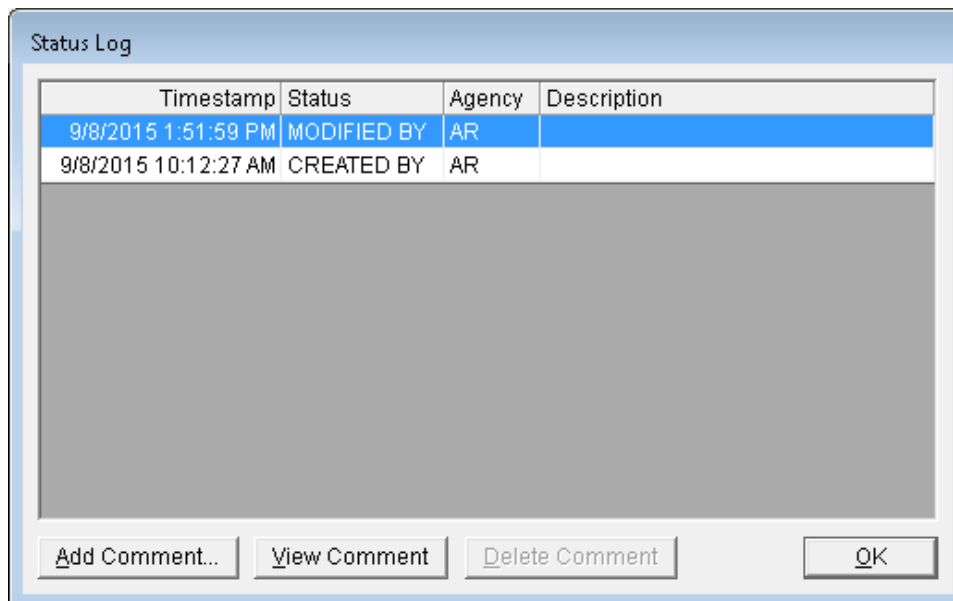 Status Log
Timestamp Status Agency Description
9/8/2015 1:51:59 PM MODIFIED BY AR
9/8/2015 10:12:27 AM CREATED BY AR
Add Comment... View Comment Delete Comment OK